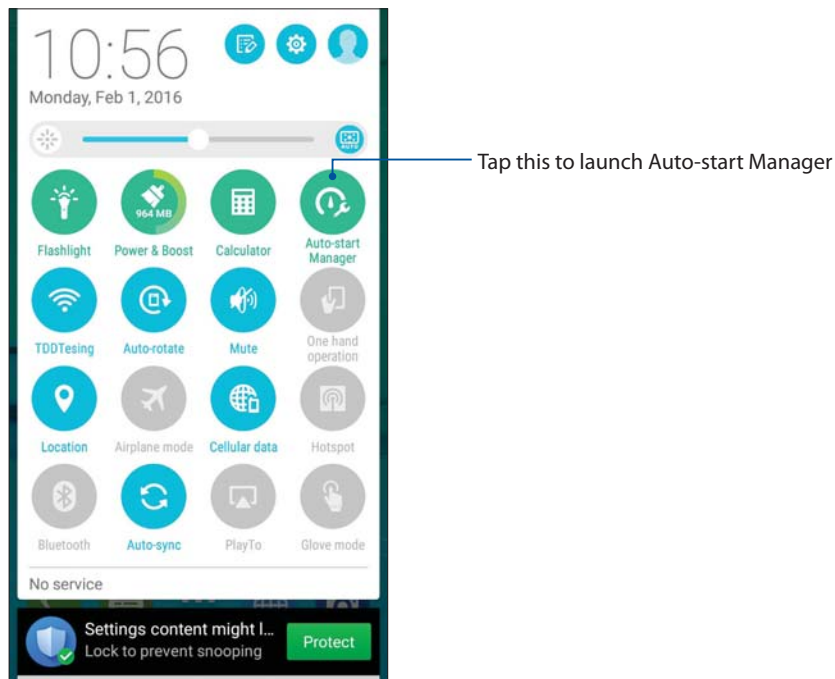 10:56
Monday, Feb 1, 2016
AUTO
Tap this to launch Auto-start Manager
964 MB
Flashlight
Power & Boost
Calculator
Auto-start
Manager
TDDTesing
Auto-rotate
Mute
One hand
operation
Location
Airplane mode
Cellular data
Hotspot
Bluetooth
Auto-sync
PlayTo
Glove mode
No service
Settings content might l...
Lock to prevent snooping
Protect